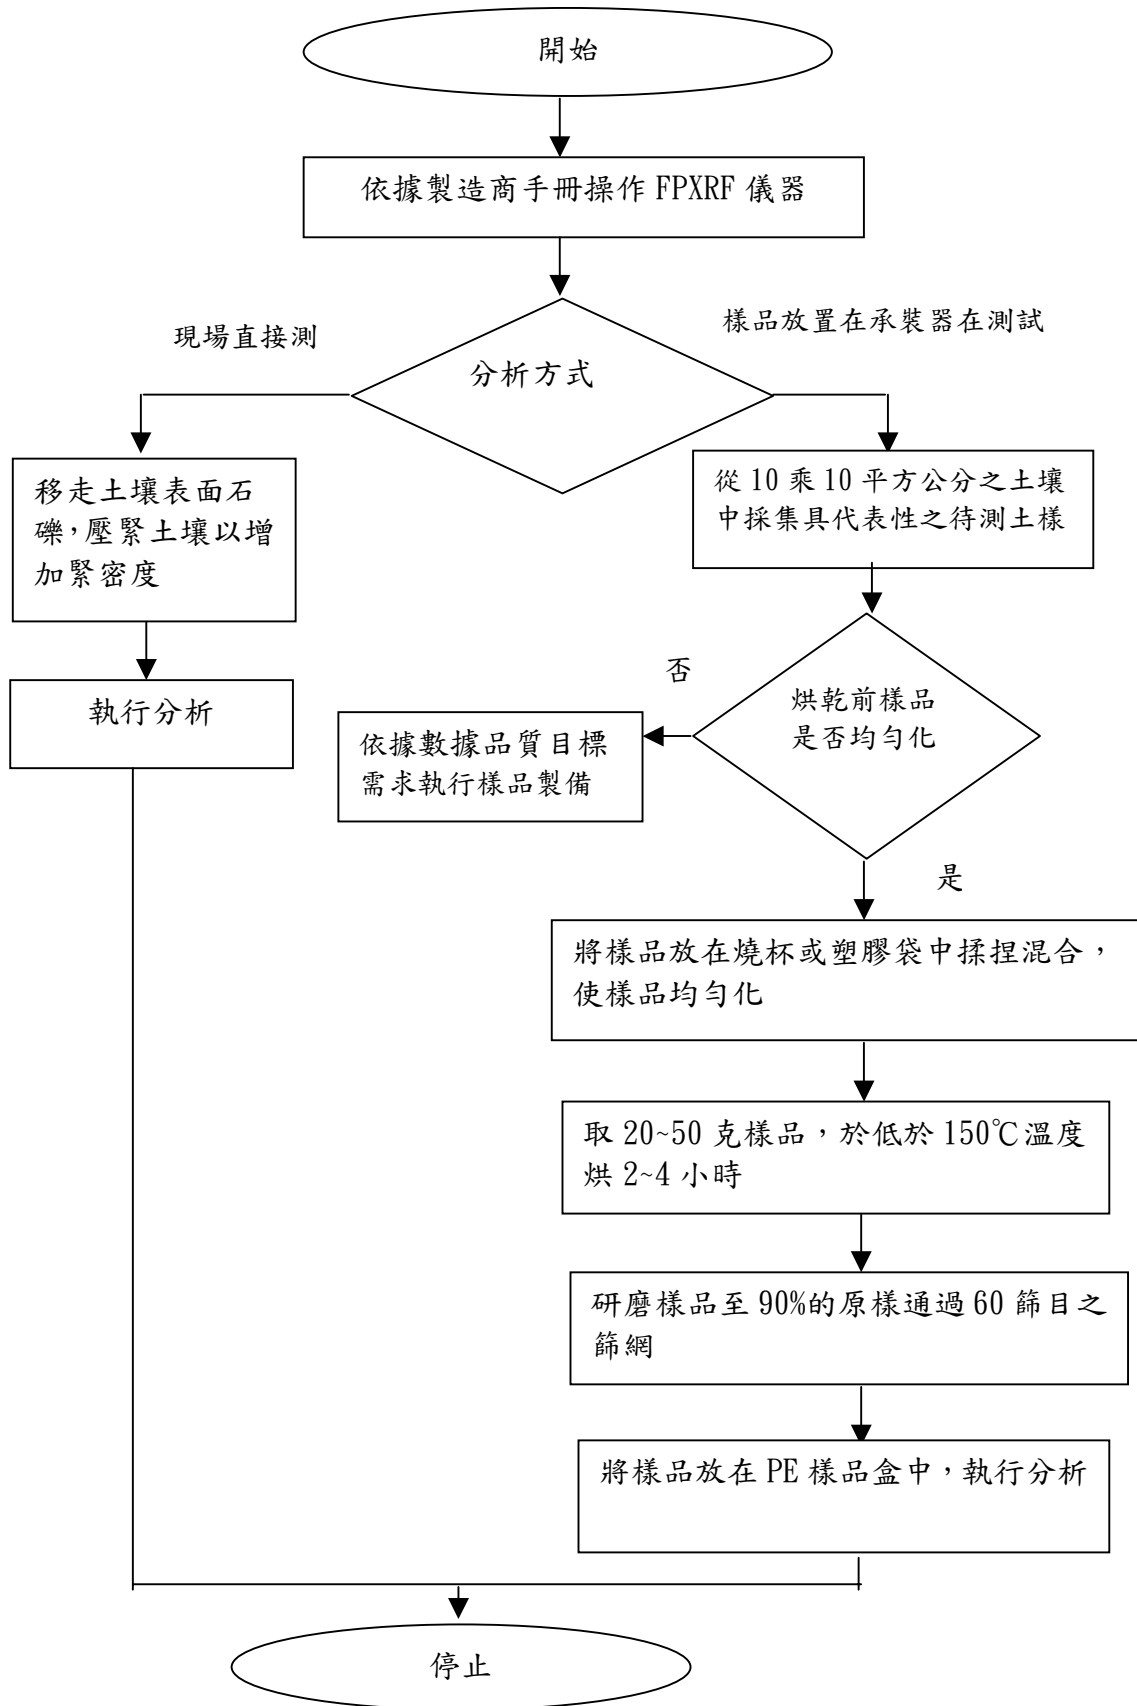 開始
依據製造商手冊操作 FPXRF 儀器
現場直接測
樣品放置在承裝器在測試
分析方式
移走土壤表面石
礫，壓緊土壤以增
加緊密度
從 10 乘 10 平方公分之土壤
中採集具代表性之待測土樣
執行分析
否
烘乾前樣品
是否均勻化
依據數據品質目標
需求執行樣品製備
是
將樣品放在燒杯或塑膠袋中揉捏混合，
使樣品均勻化
取 20~50 克樣品，於低於 150℃溫度
烘 2~4 小時
研磨樣品至 90%的原樣通過 60 篩目之
篩網
將樣品放在 PE 樣品盒中，執行分析
停止